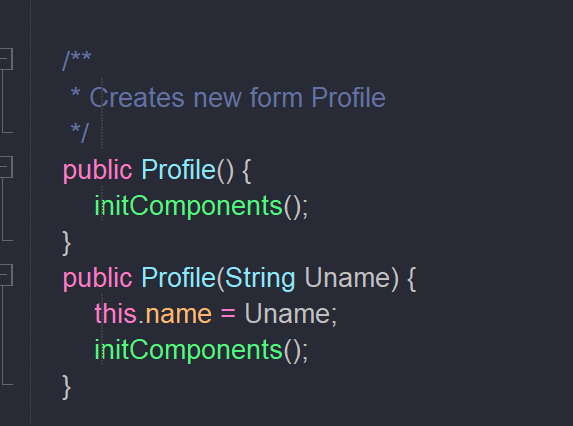 /**
 * Creates new form Profile
 */
public Profile() {
    initComponents();
}
public Profile(String Uname) {
    this.name = Uname;
    initComponents();
}